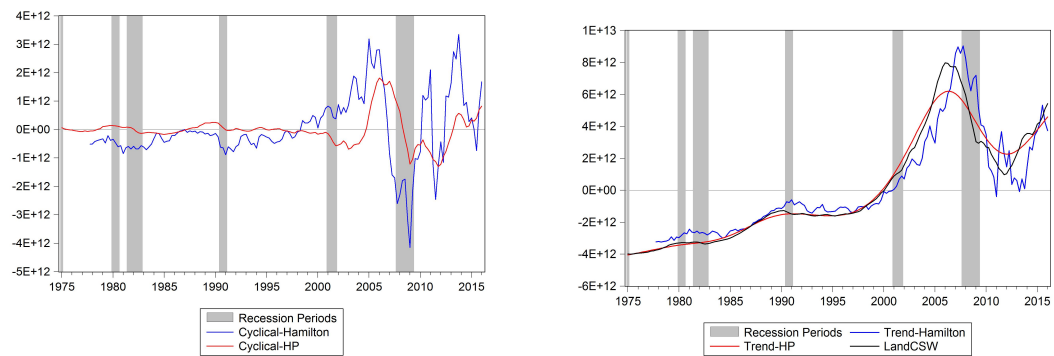 4E+12
3E+12
2E+12
1E+12
0E+00
-1E+12
-2E+12
-3E+12
-4E+12
-5E+12
1975 1980 1985 1990 1995 2000 2005 2010 2015
Recession Periods
Cyclical-Hamilton
Cyclical-HP
1E+13
8E+12
6E+12
4E+12
2E+12
0E+00
-2E+12
-4E+12
-6E+12
1975 1980 1985 1990 1995 2000 2005 2010 2015
Recession Periods Trend-Hamilton
Trend-HP LandCSW